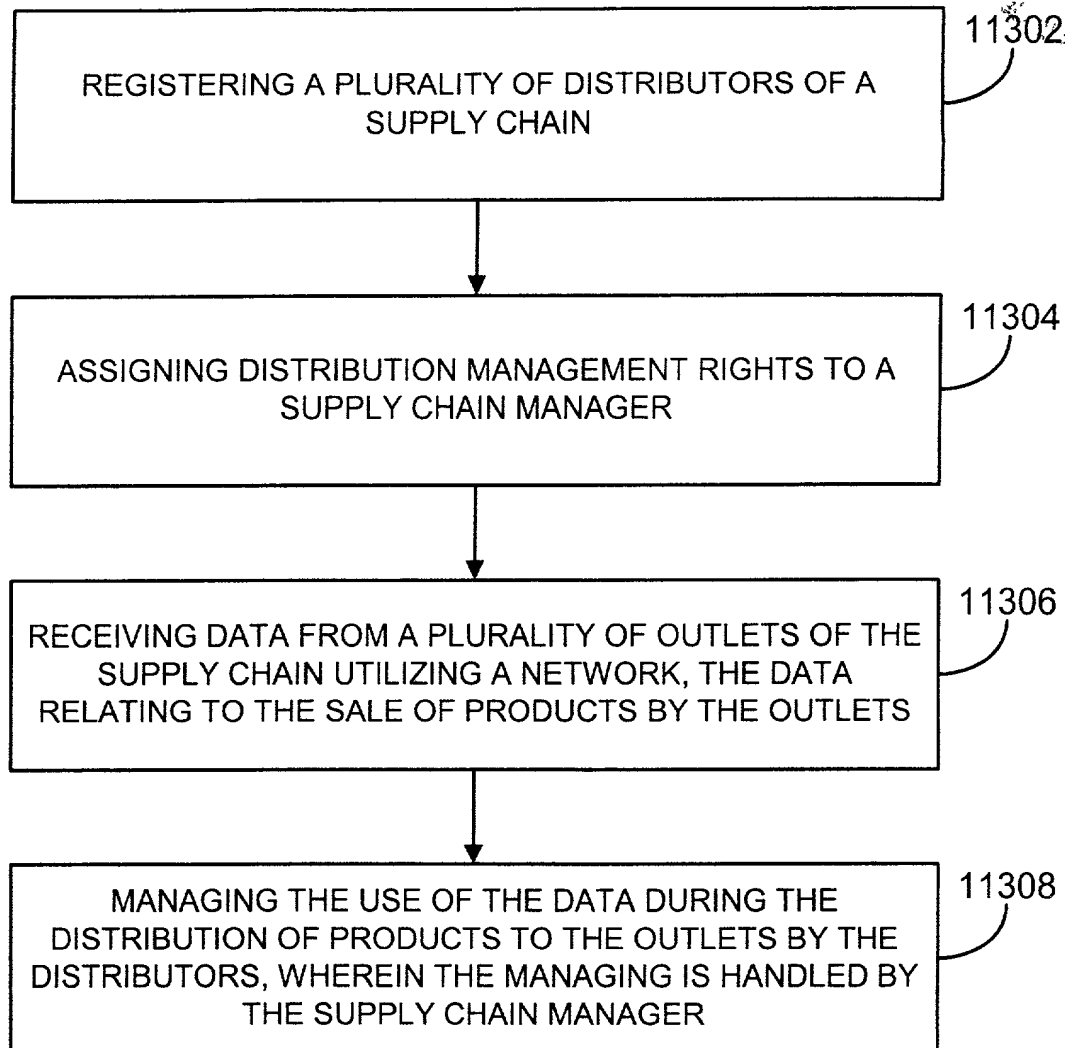 11302
REGISTERING A PLURALITY OF DISTRIBUTORS OF A
SUPPLY CHAIN
11304
ASSIGNING DISTRIBUTION MANAGEMENT RIGHTS TO A
SUPPLY CHAIN MANAGER
11306
RECEIVING DATA FROM A PLURALITY OF OUTLETS OF THE
SUPPLY CHAIN UTILIZING A NETWORK, THE DATA
RELATING TO THE SALE OF PRODUCTS BY THE OUTLETS
11308
MANAGING THE USE OF THE DATA DURING THE
DISTRIBUTION OF PRODUCTS TO THE OUTLETS BY THE
DISTRIBUTORS, WHEREIN THE MANAGING IS HANDLED BY
THE SUPPLY CHAIN MANAGER